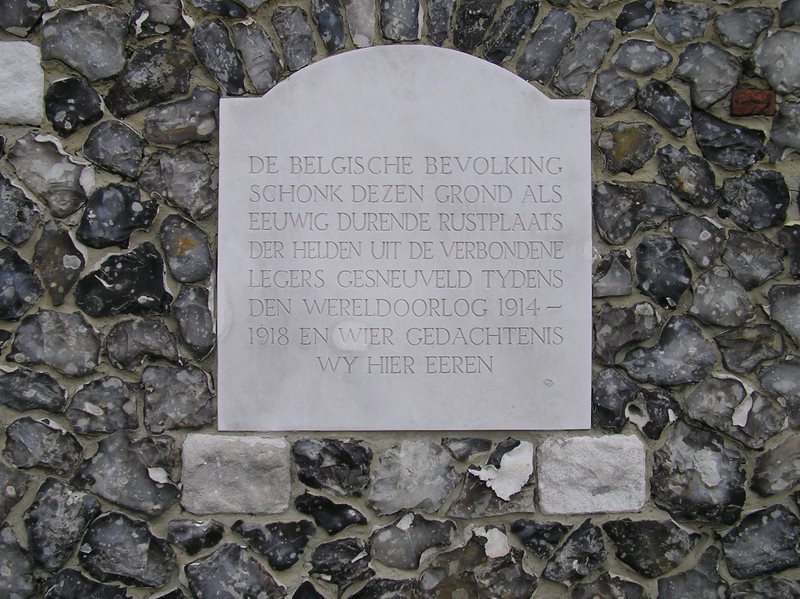 DE BELGISCHE BEVOLKING
SCHONK DEZEN GROND ALS
EEUWIG DURENDE RUSTPLAATS
DER HELDEN UIT DE VERBONDENE
LEGERS GESNEUVELD TYDENS
DEN WERELDOORLOG 1914–
1918 EN WIER GEDACHTENIS
WY HIER EEREN